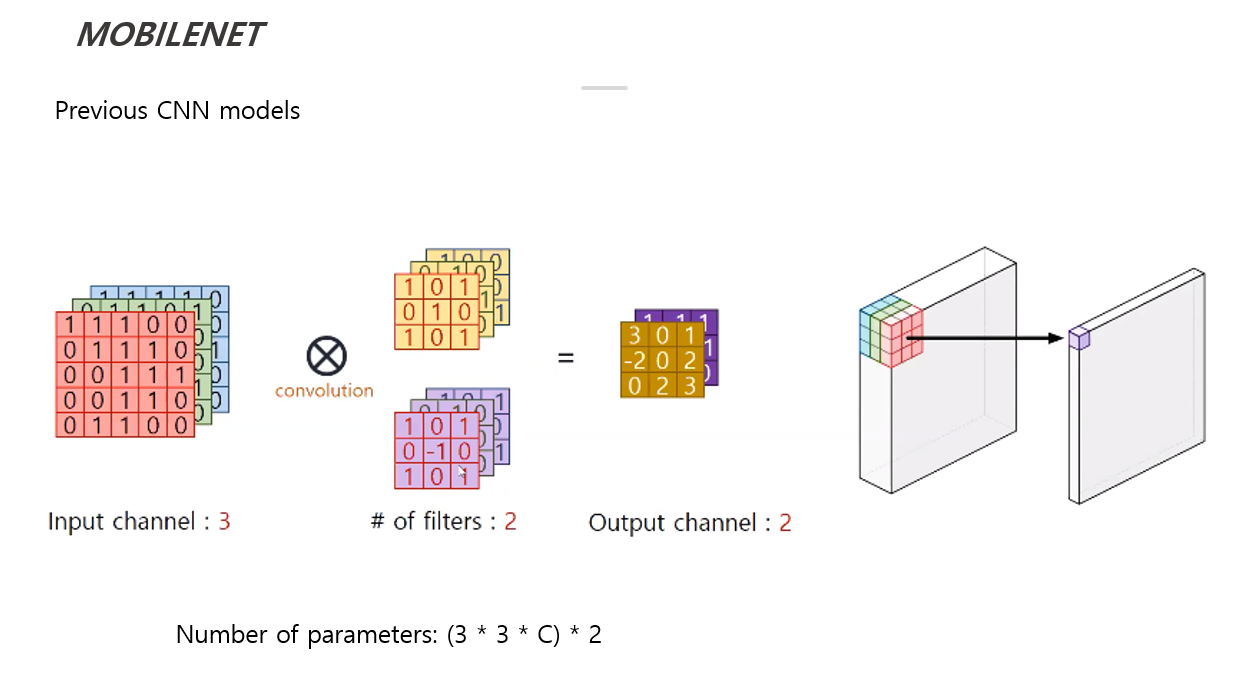 MOBILENET
Previous CNN models
1 1 1 0 0
0 1 1 1 0
0 0 1 1 1
0 0 1 1 0
0 1 1 0 0
convolution
1 0 1
0 1 0
1 0 1
1 0 1
0 -1 0
1 0 1
=
3 0 1
-2 0 2
0 2 3
Input channel : 3
# of filters : 2
Output channel : 2
Number of parameters: (3 * 3 * C) * 2